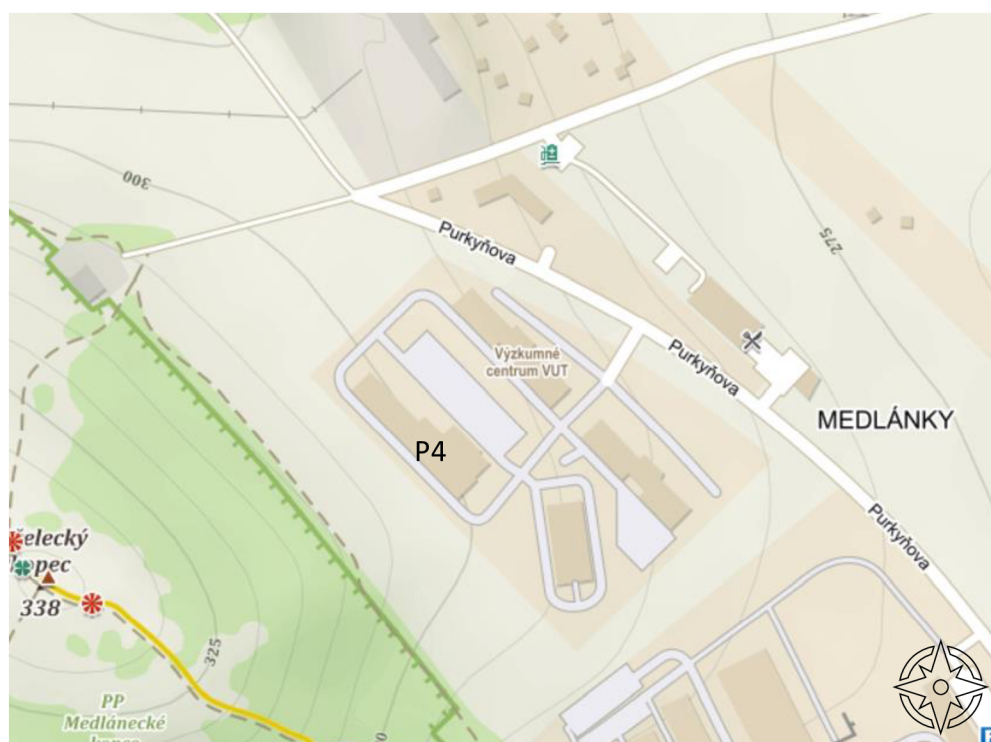 300
Purkyňova
275
Výzkumné
centrum VUT
Purkyňova
MEDLÁNKY
P4
Purkyňova
338
325
PP
Medlánecké